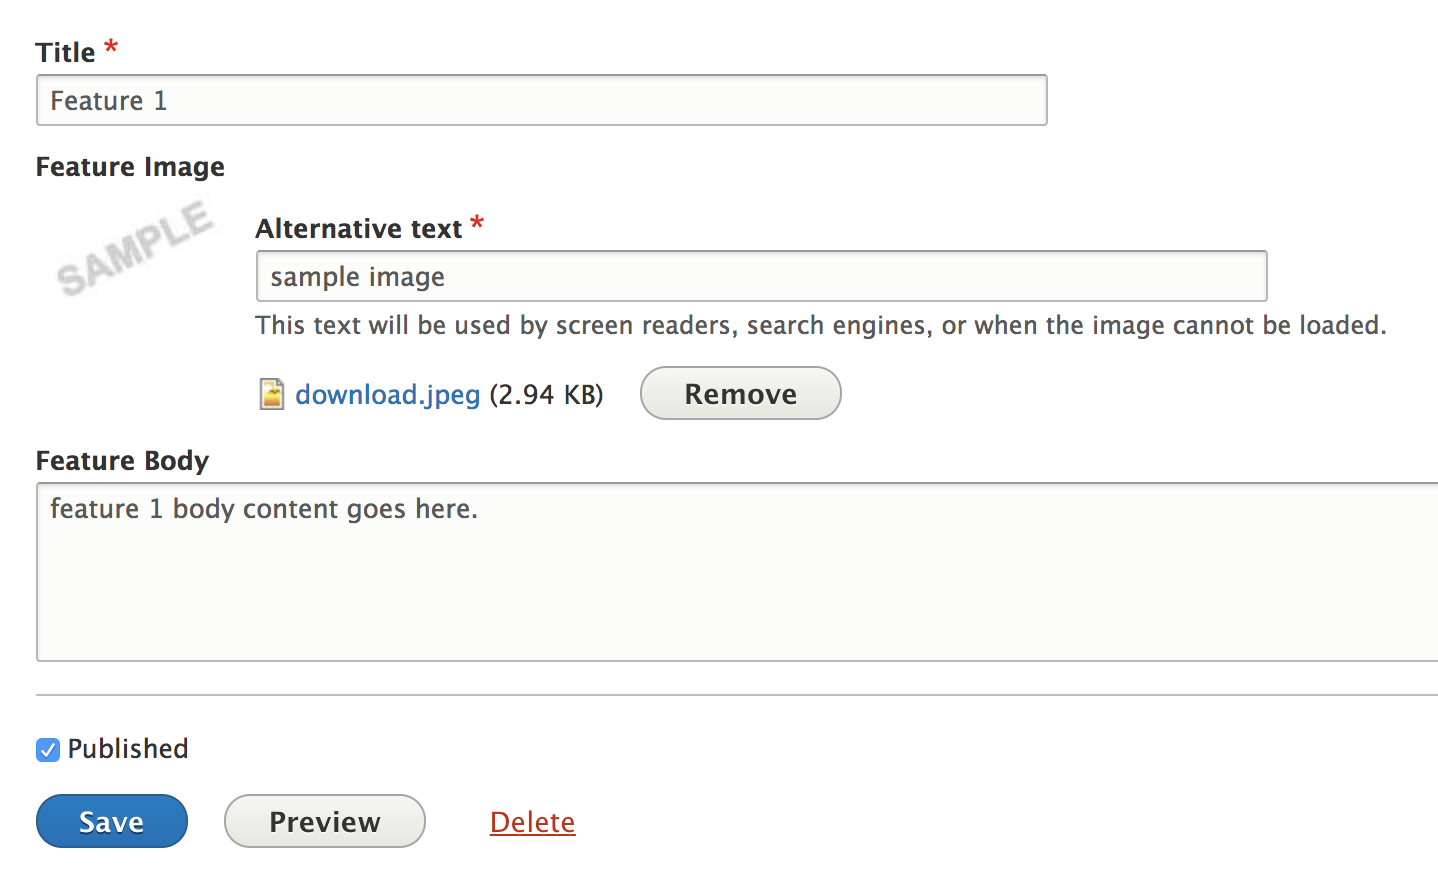 Title *
Feature 1
Feature Image
SAMPLE
Alternative text *
sample image
This text will be used by screen readers, search engines, or when the image cannot be loaded.
download.jpeg (2.94 KB) Remove
Feature Body
feature 1 body content goes here.
Published
Save Preview Delete